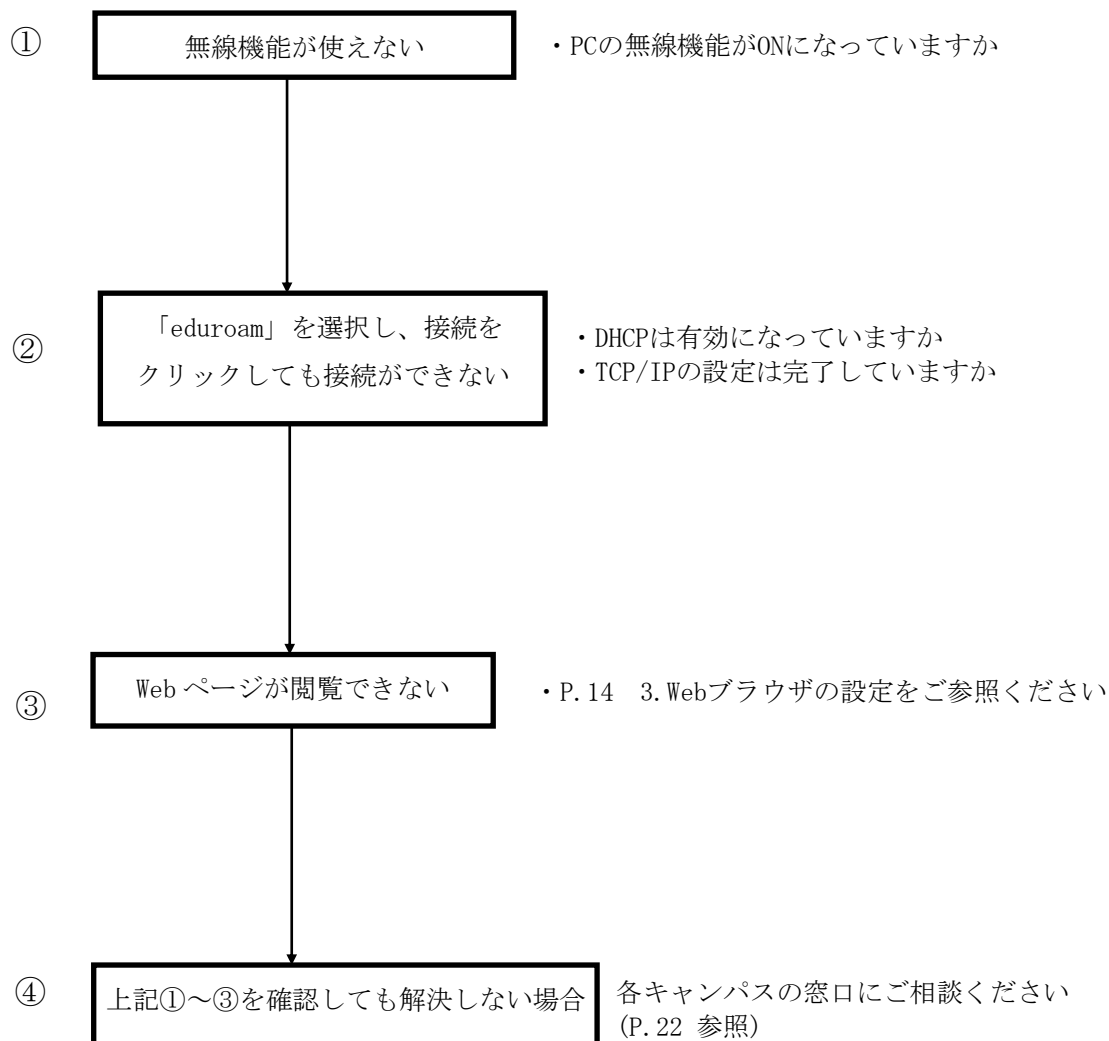 ① 無線機能が使えない ・PCの無線機能がONになっていますか
② 「eduroam」を選択し、接続を
クリックしても接続ができない
・DHCPは有効になっていますか
・TCP/IPの設定は完了していますか
③ Web ページが閲覧できない ・P.14 3.Webブラウザの設定をご参照ください
④ 上記①～③を確認しても解決しない場合
各キャンパスの窓口にご相談ください
(P.22 参照)